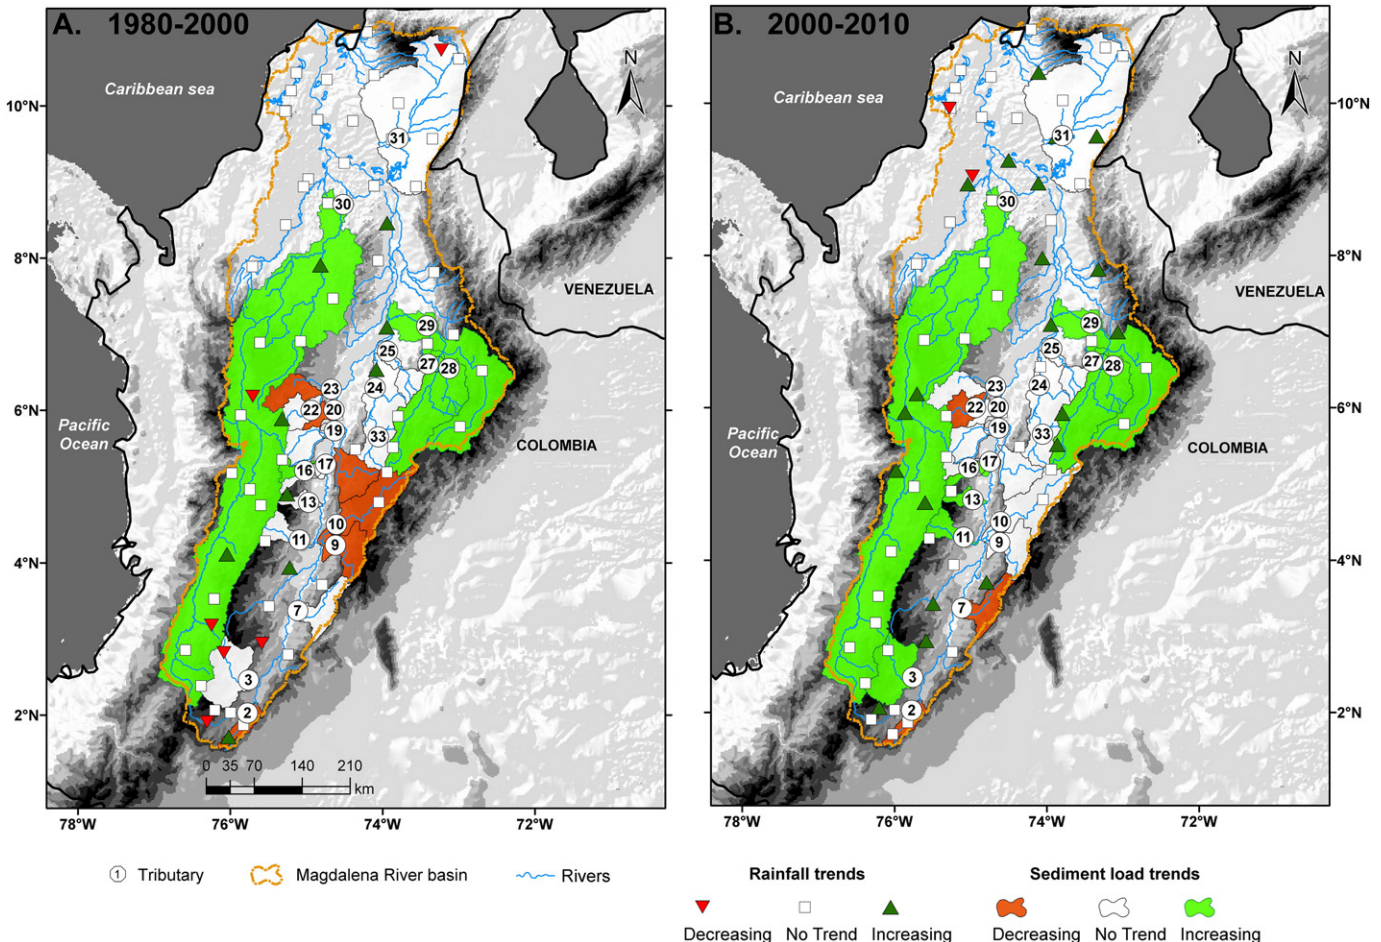 A. 1980-2000
B. 2000-2010
N
N
Caribbean sea
Caribbean sea
10°N
10°N
31
31
30
30
8°N
8°N
VENEZUELA
VENEZUELA
29
29
25
27
28
25
27
28
24
24
23
23
22
20
22
20
6°N
6°N
19
19
33
33
Pacific
Ocean
Pacific
Ocean
COLOMBIA
COLOMBIA
16
17
16
17
13
13
10
10
11
9
11
9
4°N
4°N
7
7
3
3
2
2
2°N
2°N
0 35 70 140 210
km
78°W 76°W 74°W 72°W
78°W 76°W 74°W 72°W
1 Tributary
Magdalena River basin
Rivers
Rainfall trends
Sediment load trends
Decreasing No Trend Increasing
Decreasing No Trend Increasing